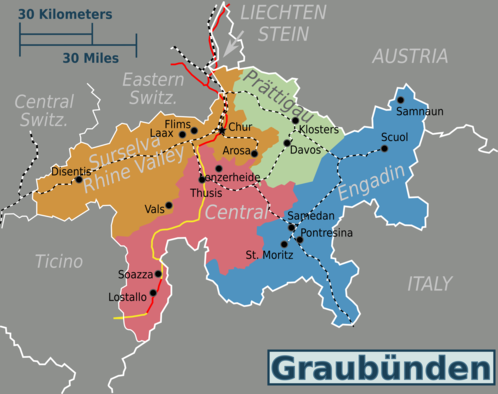 30 Kilometers
30 Miles
LIECHTEN
STEIN
AUSTRIA
Eastern
Switz.
Prättigau
Central
Switz.
Samnaun
Flims
Chur
Klosters
Laax
Scuol
Surselva
Arosa
Davos
Rhine Valley
Disentis
Lenzerheide
Engadin
Thusis
Vals
Central
Samedan
Pontresina
St. Moritz
Ticino
Soazza
ITALY
Lostallo
Graubünden